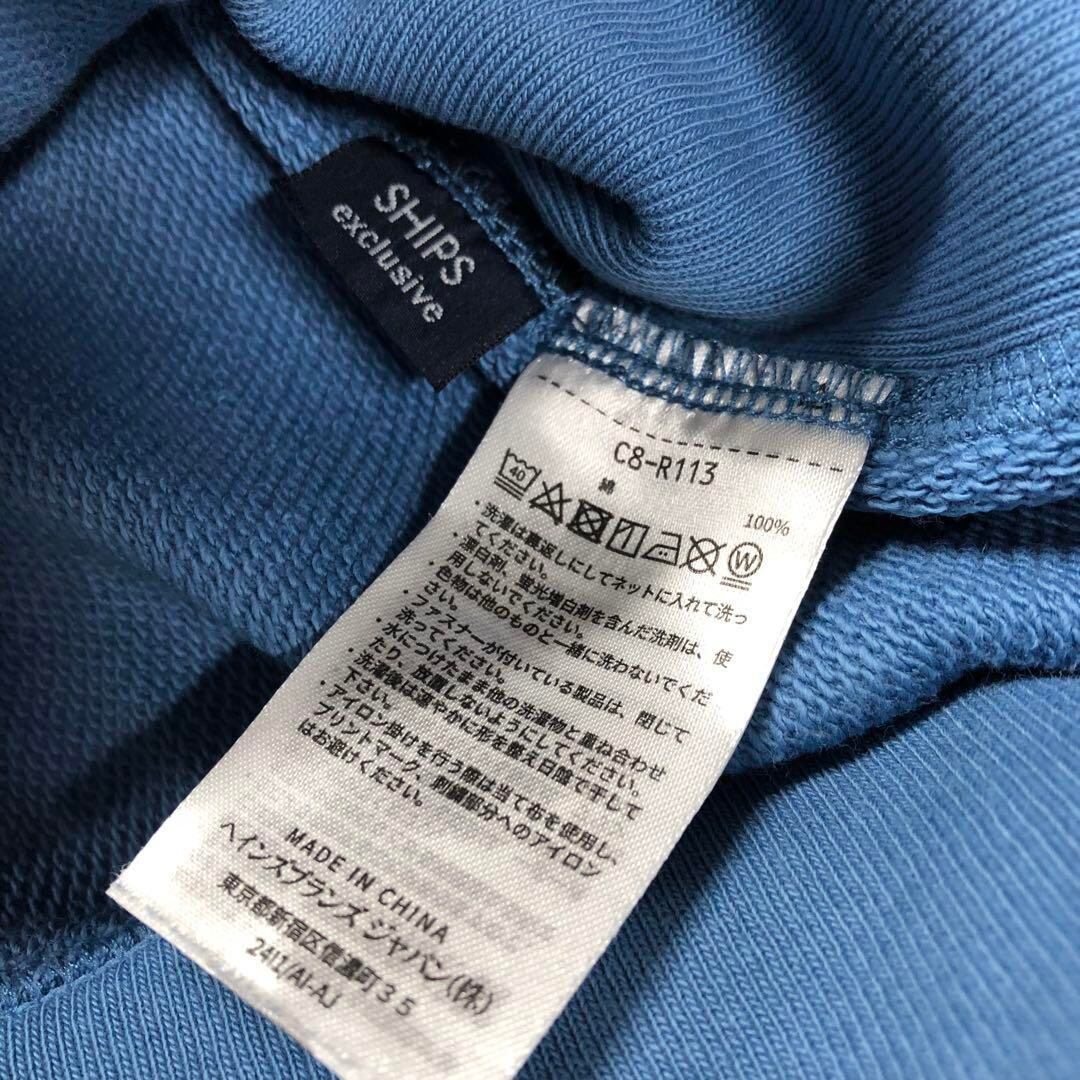 SHIPS
exclusive
C8-R113
綿
100%
40
W
・洗濯は裏返しにしてネットに入れて洗っ
てください。
・漂白剤、蛍光増白剤を含んだ洗剤は、使
用しないでください。
・色物は他のものと一緒に洗わないでくだ
さい。
・ファスナーが付いている製品は、閉じて
洗ってください。
・水につけたまま他の洗濯物と重ね合わせ
たり、放置しないようにしてください。
・洗濯後は速やかに形を整え日陰で干して
下さい。
・アイロン掛けを行う際は当て布を使用し、
プリントマーク、刺繍部分へのアイロン
はお避けください。
MADE IN CHINA
ヘインズブランズ ジャパン(株)
東京都新宿区信濃町35
24I1/AI-AJ